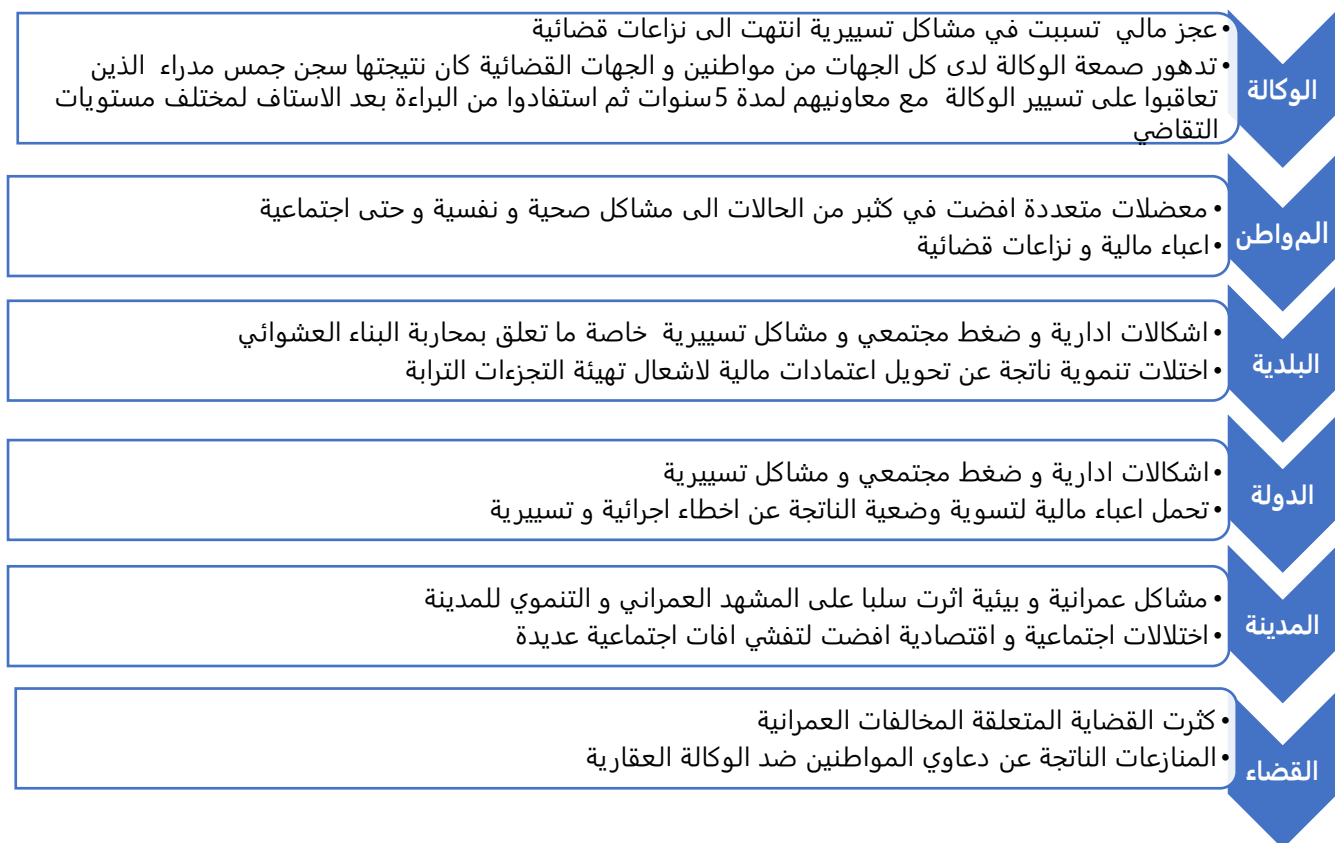 الوكالة
•عجز مالي تسببت في مشاكل تسييرية انتهت الى نزاعات قضائية
•تدهور صمعة الوكالة لدى كل الجهات من مواطنين و الجهات القضائية كان نتيجتها سجن جمس مدراء الذين
تعاقبوا على تسيير الوكالة مع معاونيهم لمدة 5سنوات ثم استفادوا من البراءة بعد الاستاف لمختلف مستويات
التقاضي
المواطن
•معضلات متعددة افضت في كثبر من الحالات الى مشاكل صحية و نفسية و حتى اجتماعية
•اعباء مالية و نزاعات قضائية
البلدية
•اشكالات ادارية و ضغط مجتمعي و مشاكل تسييرية خاصة ما تعلق بمحاربة البناء العشوائي
•اختلات تنموية ناتجة عن تحويل اعتمادات مالية لاشعال تهيئة التجزءات الترابة
الدولة
•اشكالات ادارية و ضغط مجتمعي و مشاكل تسييرية
•تحمل اعباء مالية لتسوية وضعية الناتجة عن اخطاء اجرائية و تسييرية
المدينة
•مشاكل عمرانية و بيئية اثرت سلبا على المشهد العمراني و التنموي للمدينة
•اختلالات اجتماعية و اقتصادية افضت لتفشي افات اجتماعية عديدة
القضاء
•كثرت القضاية المتعلقة المخالفات العمرانية
•المنازعات الناتجة عن دعاوي المواطنين ضد الوكالة العقارية